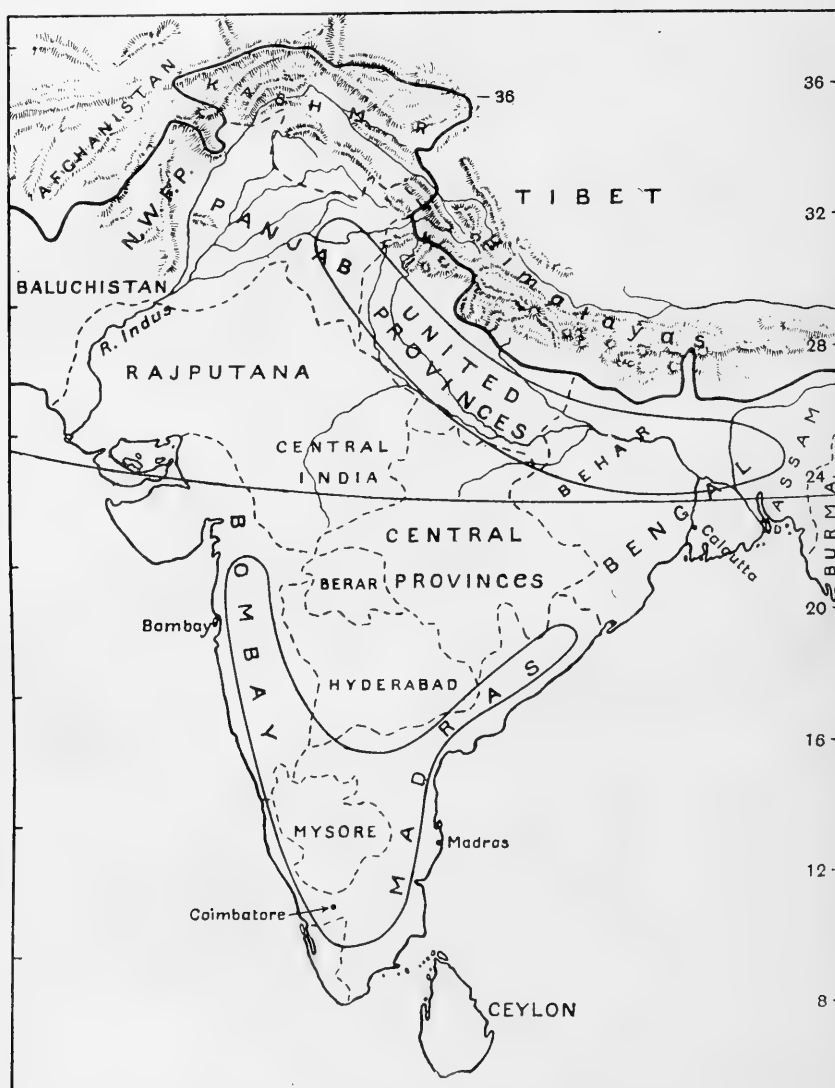 36
KASHMIR
36
AFGHANISTAN
N.W.F.P.
TIBET
32
PANJAB
Himalayas
BALUCHISTAN
R. Indus
UNITED
PROVINCES
28
RAJPUTANA
CENTRAL
INDIA
BEHAR
24
ASSAM
BENGAL
BURMA
CENTRAL
PROVINCES
Calcutta
BERAR
20
BOMBAY
Bombay
HYDERABAD
MADRAS
16
MYSORE
Madras
12
Coimbatore
8
CEYLON